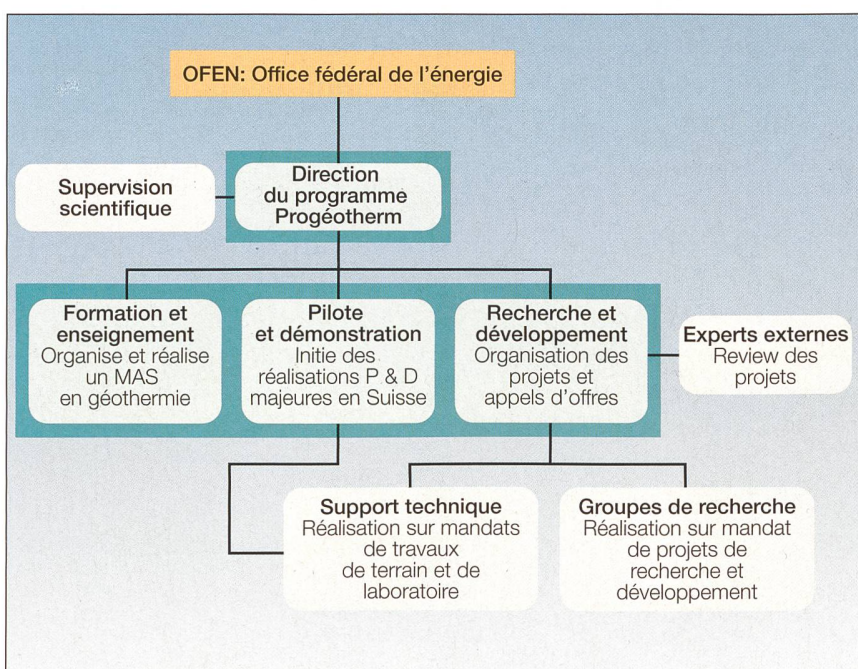 OFEN: Office fédéral de l'énergie
Supervision
scientifique
Direction
du programme
Progéotherm
Formation et
enseignement
Organise et réalise
un MAS
en géothermie
Pilote
et démonstration
Initie des
réalisations P & D
majeures en Suisse
Recherche et
développement
Organisation des
projets et
appels d'offres
Experts externes
Review des
projets
Support technique
Réalisation sur mandats
de travaux
de terrain et de
laboratoire
Groupes de recherche
Réalisation sur mandat
de projets de
recherche et
développement